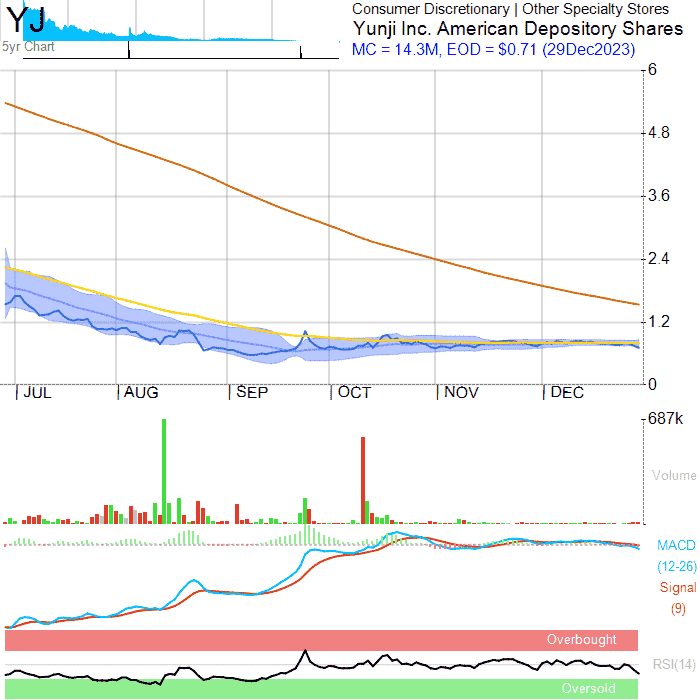 YJ
5yr Chart
Consumer Discretionary | Other Specialty Stores
Yunji Inc. American Depository Shares
MC = 14.3M, EOD = $0.71 (29Dec2023)
6
4.8
3.6
2.4
1.2
0
JUL AUG SEP OCT NOV DEC
687k
Volume
MACD
(12-26)
Signal
(9)
Overbought
RSI(14)
Oversold